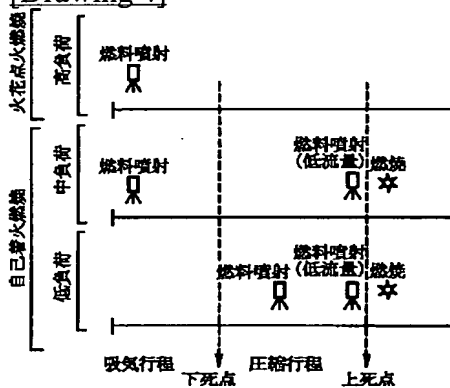 [Drawing 4]
火花点火燃焼
高負荷
燃料噴射
自己着火燃焼
中負荷
燃料噴射
燃料噴射
(低流量)
燃焼
低負荷
燃料噴射
燃料噴射
(低流量)
燃焼
吸気行程
下死点
圧縮行程
上死点